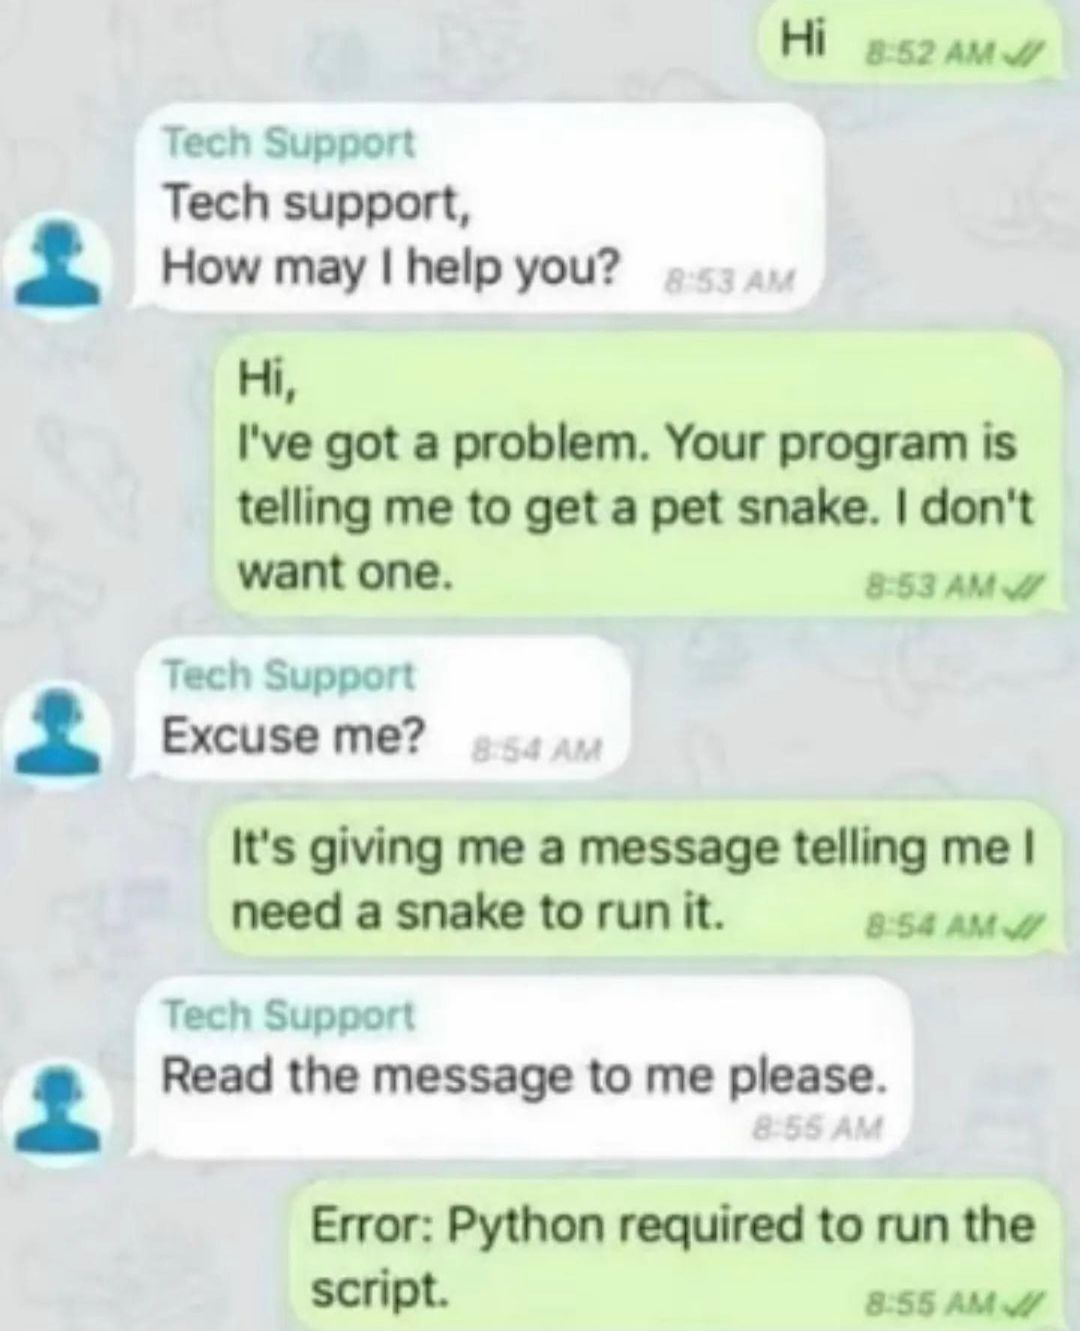 Hi 8:52 AM
Tech Support
Tech support,
How may I help you? 8:53 AM
Hi,
I've got a problem. Your program is
telling me to get a pet snake. I don't
want one. 8:53 AM
Tech Support
Excuse me? 8:54 AM
It's giving me a message telling me I
need a snake to run it. 8:54 AM
Tech Support
Read the message to me please.
8:55 AM
Error: Python required to run the
script. 8:55 AM